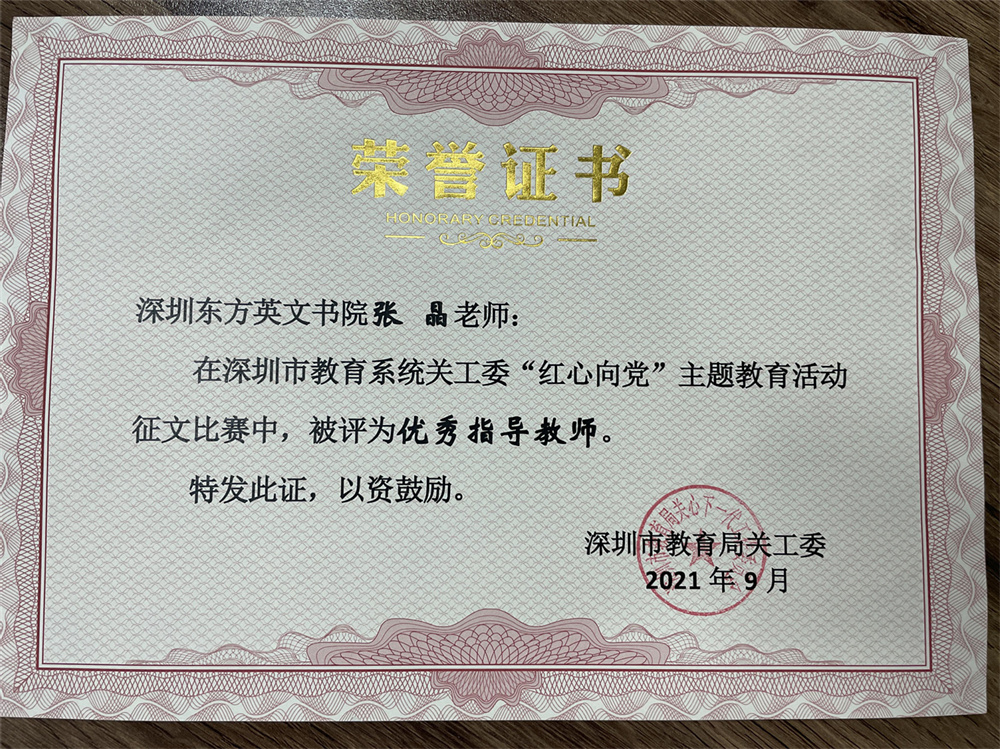 荣誉证书
HONORARY CREDENTIAL
深圳东方英文书院张 晶老师：
在深圳市教育系统关工委“红心向党”主题教育活动
征文比赛中，被评为优秀指导教师。
特发此证，以资鼓励。
深圳市教育局关工委
2021 年 9 月